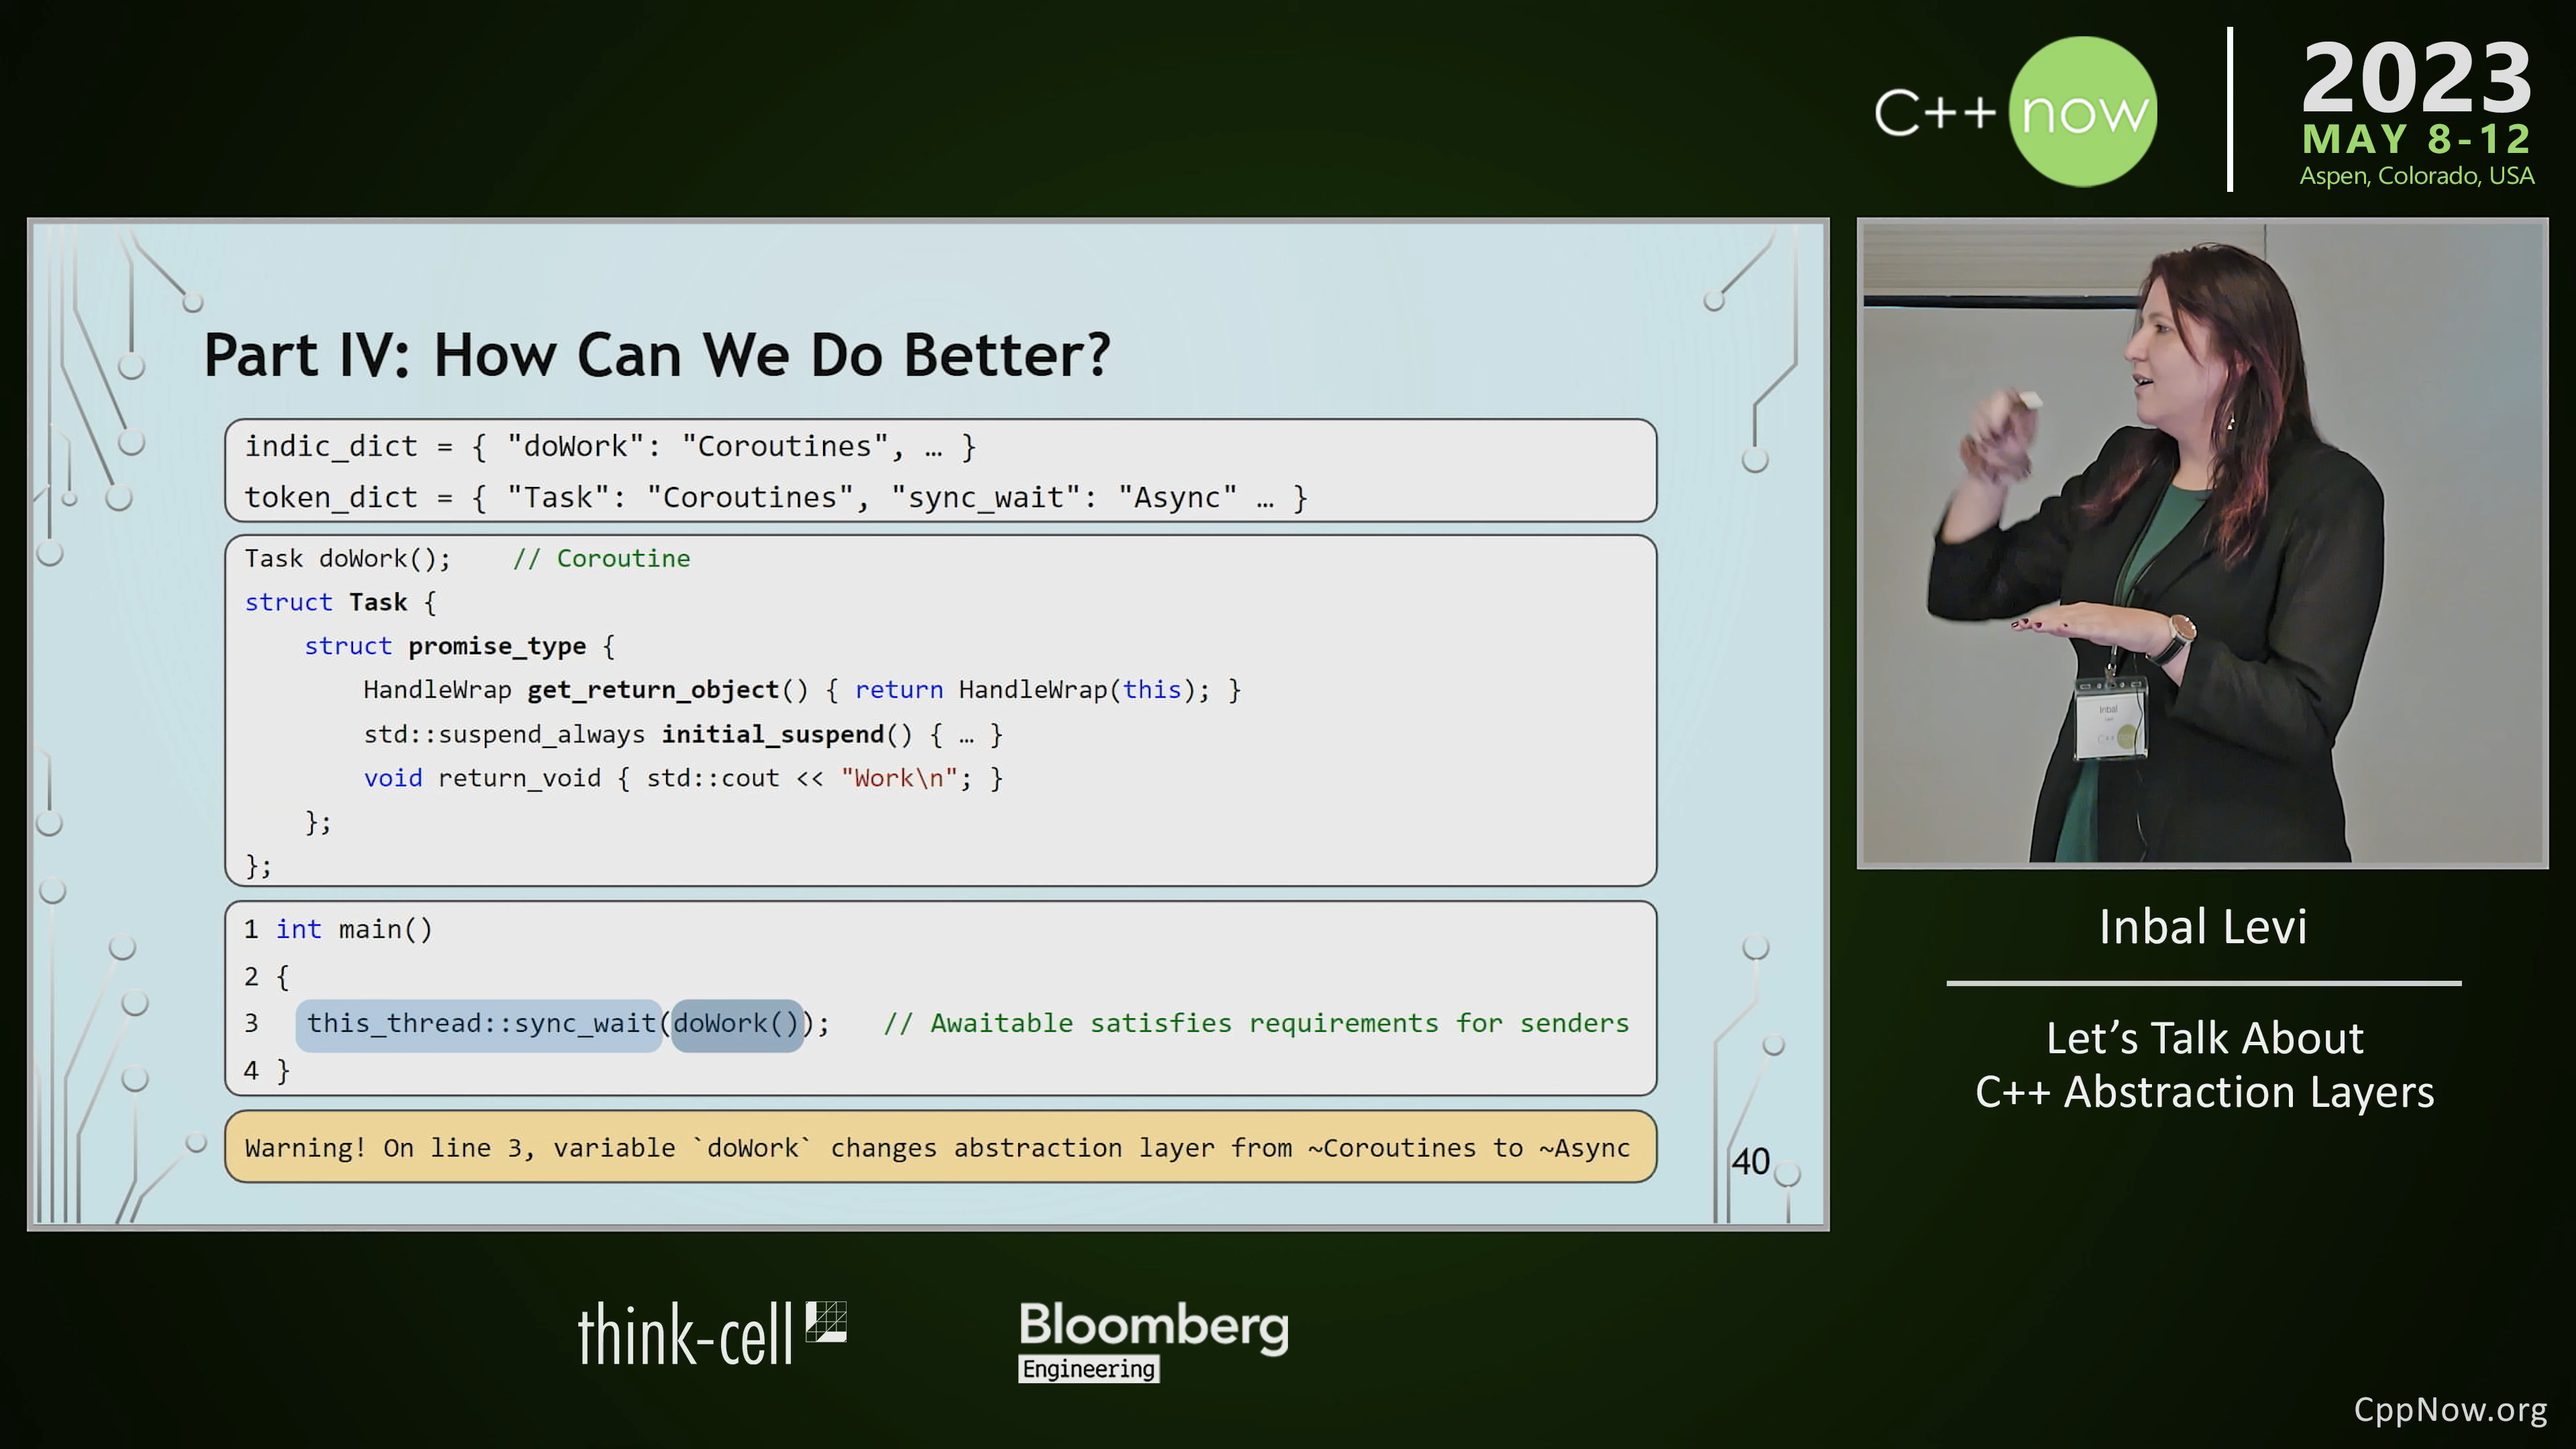 C++ now
2023
MAY 8-12
Aspen, Colorado, USA
Part IV: How Can We Do Better?
indic_dict = { "doWork": "Coroutines", … }
token_dict = { "Task": "Coroutines", "sync_wait": "Async" … }
Task doWork();    // Coroutine
struct Task {
    struct promise_type {
        HandleWrap get_return_object() { return HandleWrap(this); }
        std::suspend_always initial_suspend() { … }
        void return_void { std::cout << "Work\n"; }
    };
};
1 int main()
2 {
3   this_thread::sync_wait(doWork());   // Awaitable satisfies requirements for senders
4 }
Warning! On line 3, variable `doWork` changes abstraction layer from ~Coroutines to ~Async
40
Inbal
C++
Inbal Levi
Let's Talk About
C++ Abstraction Layers
think-cell
Bloomberg
Engineering
CppNow.org